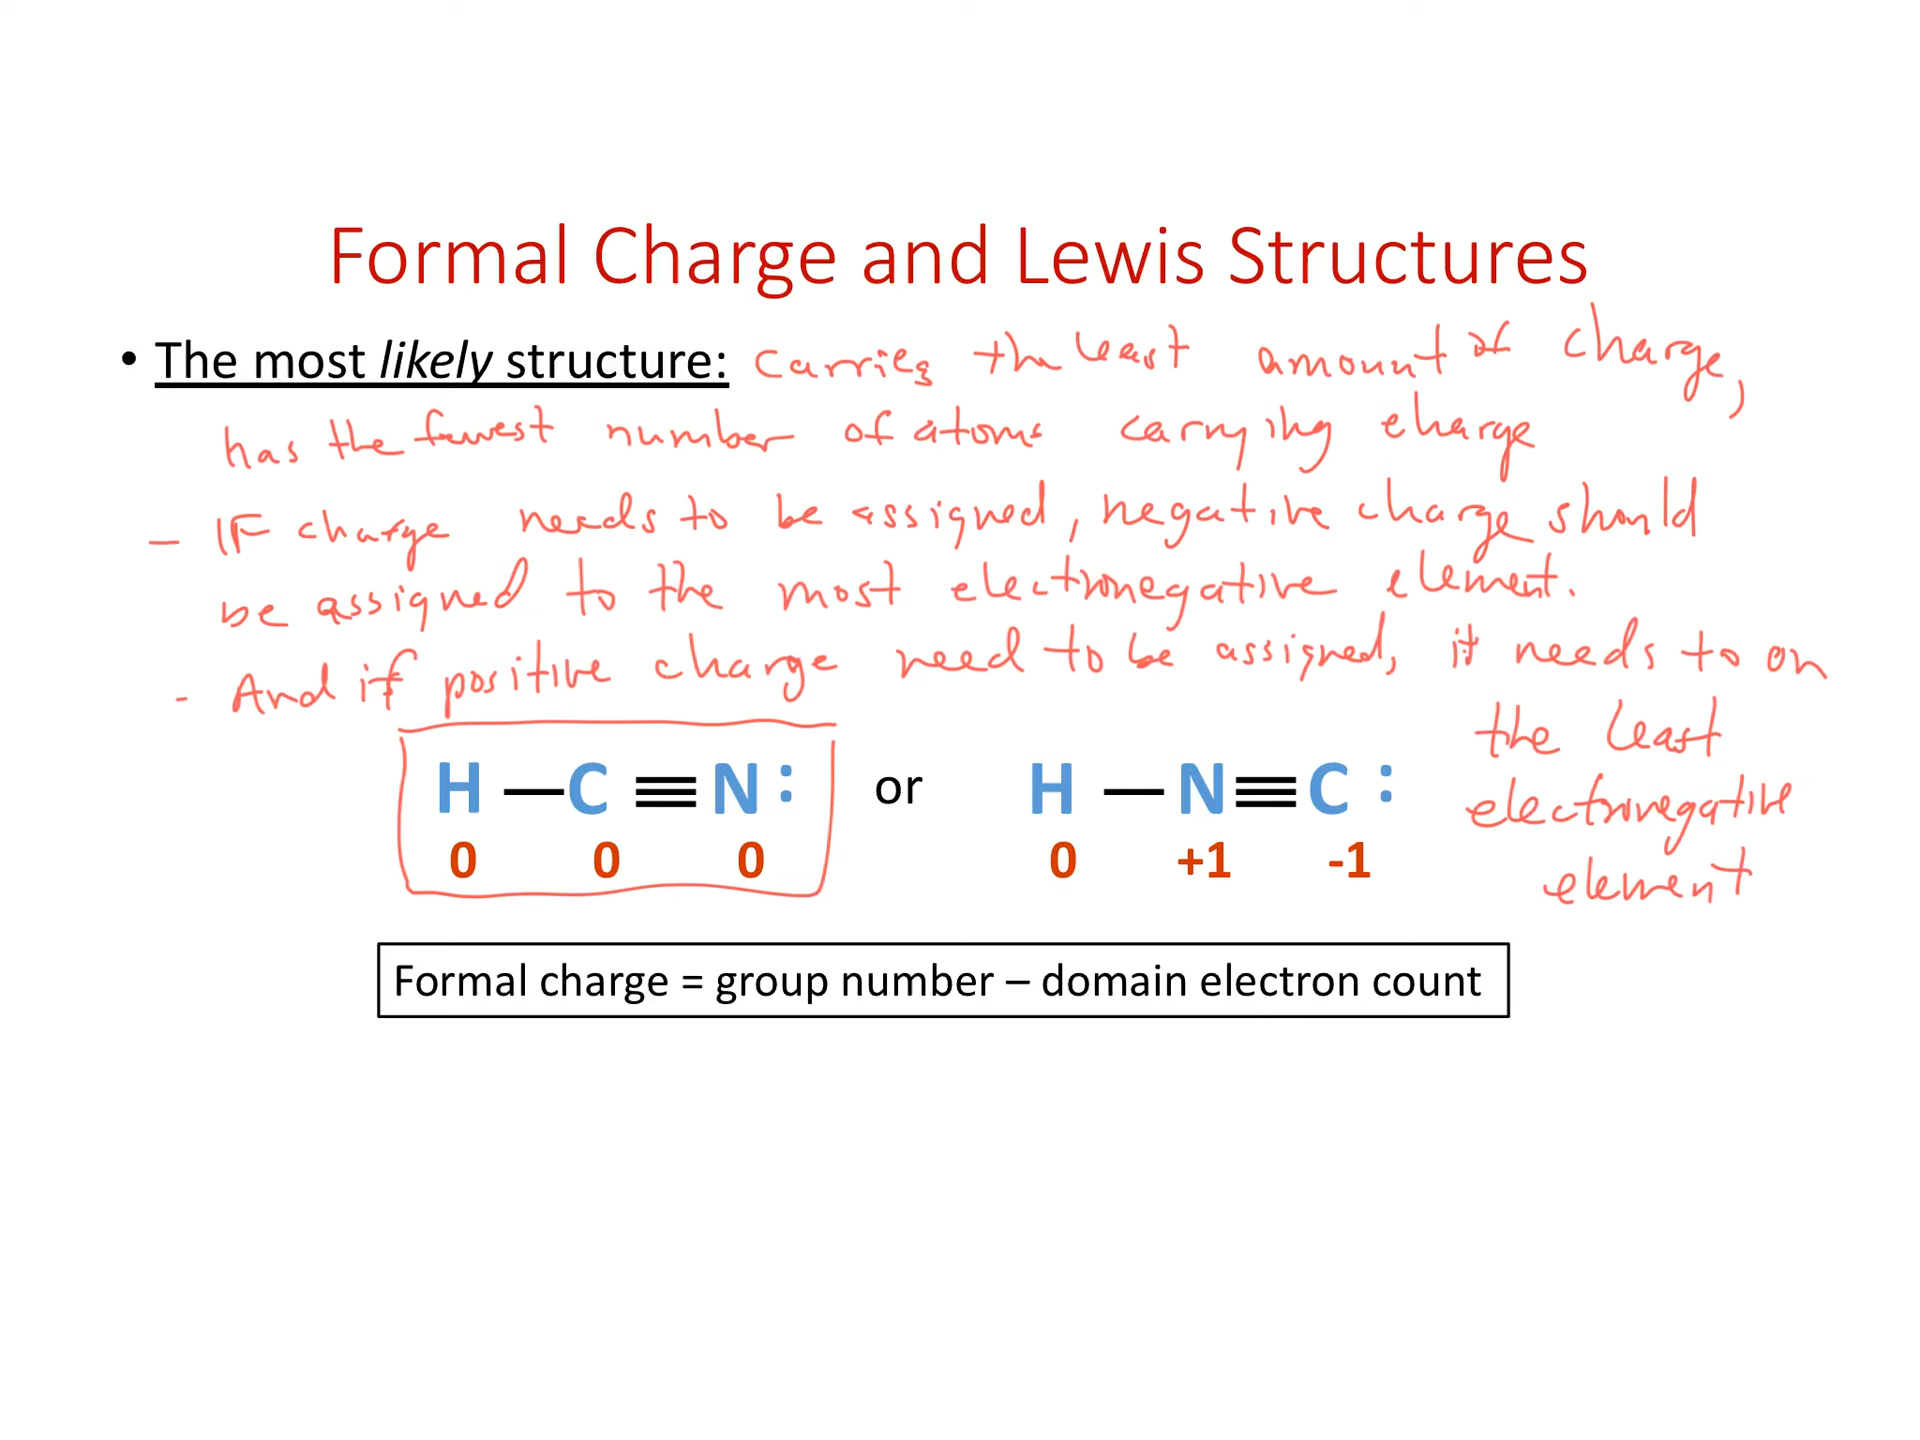 Formal Charge and Lewis Structures
• The most likely structure: carries the least amount of charge,
has the fewest number of atoms carrying charge
- IF charge needs to be assigned, negative charge should
be assigned to the most electronegative element.
- And if positive charge need to be assigned, it needs to on
the least
electronegative
element
H — C ≡ N : or H — N ≡ C :
0 0 0 0 +1 -1
Formal charge = group number – domain electron count